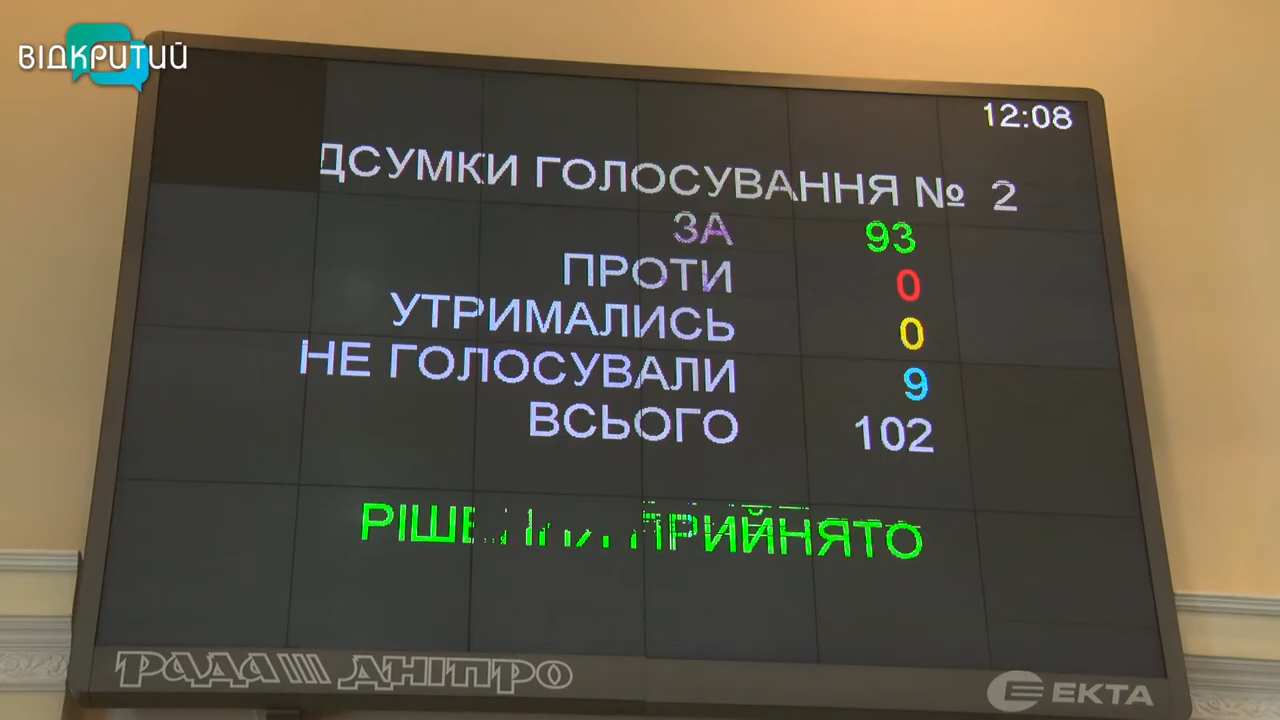 ВІДКРИТИЙ
12:08
ДСУМКИ ГОЛОСУВАННЯ № 2
ЗА 93
ПРОТИ 0
УТРИМАЛИСЬ 0
НЕ ГОЛОСУВАЛИ 9
ВСЬОГО 102
ПРИЙНЯТО
РАДА ДНІПРО
ЕКТА